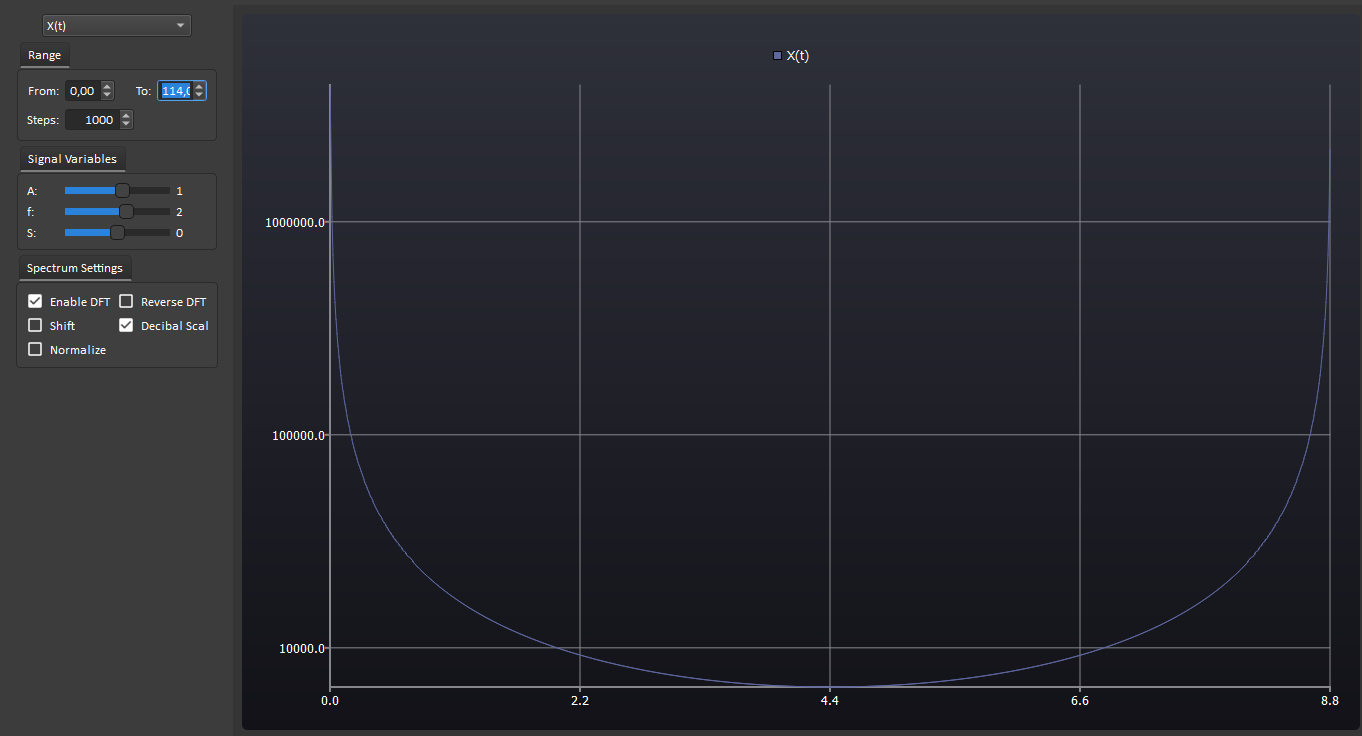 X(t)
Range
From: 0,00 To: 114,0
Steps: 1000
Signal Variables
A: 1
f: 2
S: 0
Spectrum Settings
Enable DFT Reverse DFT
Shift Decibal Scal
Normalize
X(t)
1000000.0
100000.0
10000.0
0.0 2.2 4.4 6.6 8.8